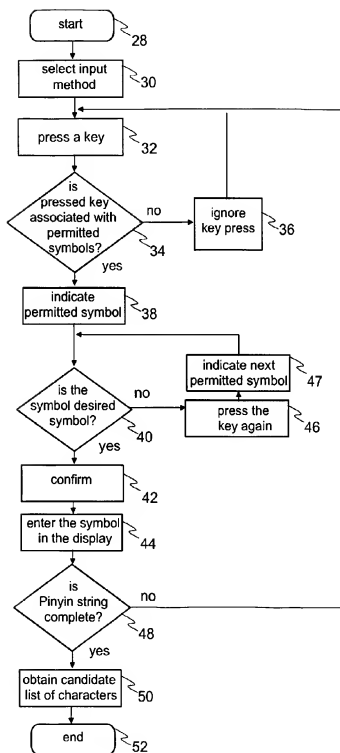 start
28
select input
method
30
press a key
32
is
pressed key
associated with
permitted
symbols?
34
no
ignore
key press
36
yes
indicate
permitted symbol
38
is the
symbol desired
symbol?
40
no
press the
key again
46
indicate next
permitted symbol
47
yes
confirm
42
enter the symbol
in the display
44
is
Pinyin string
complete?
48
no
yes
obtain candidate
list of characters
50
end
52